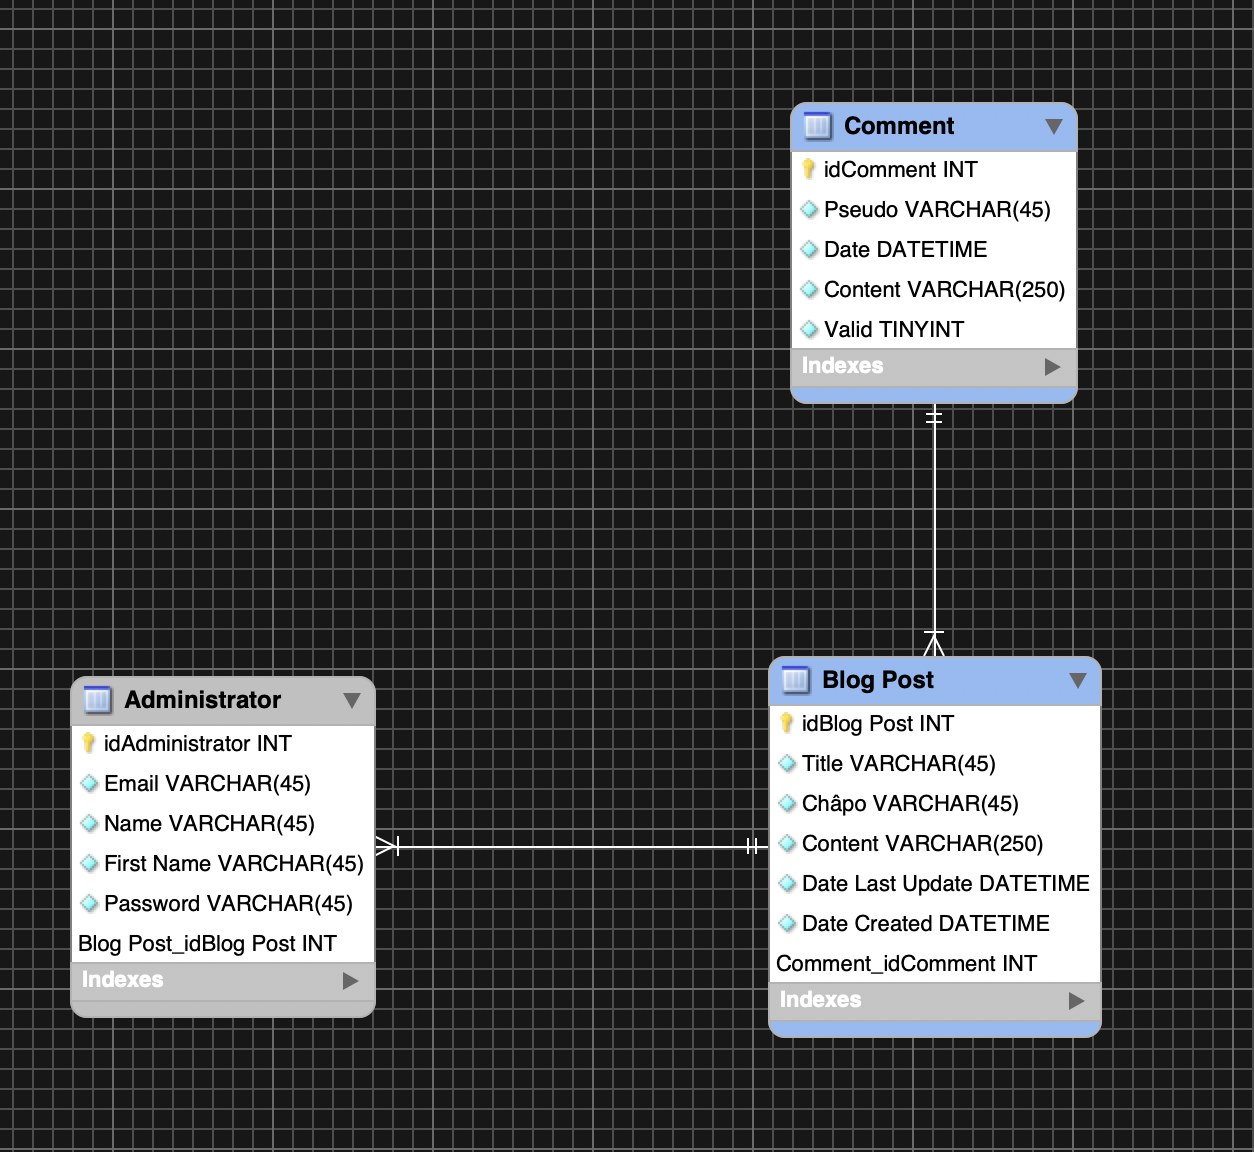 Comment
idComment INT
Pseudo VARCHAR(45)
Date DATETIME
Content VARCHAR(250)
Valid TINYINT
Indexes
Administrator
idAdministrator INT
Email VARCHAR(45)
Name VARCHAR(45)
First Name VARCHAR(45)
Password VARCHAR(45)
Blog Post_idBlog Post INT
Indexes
Blog Post
idBlog Post INT
Title VARCHAR(45)
Châpo VARCHAR(45)
Content VARCHAR(250)
Date Last Update DATETIME
Date Created DATETIME
Comment_idComment INT
Indexes